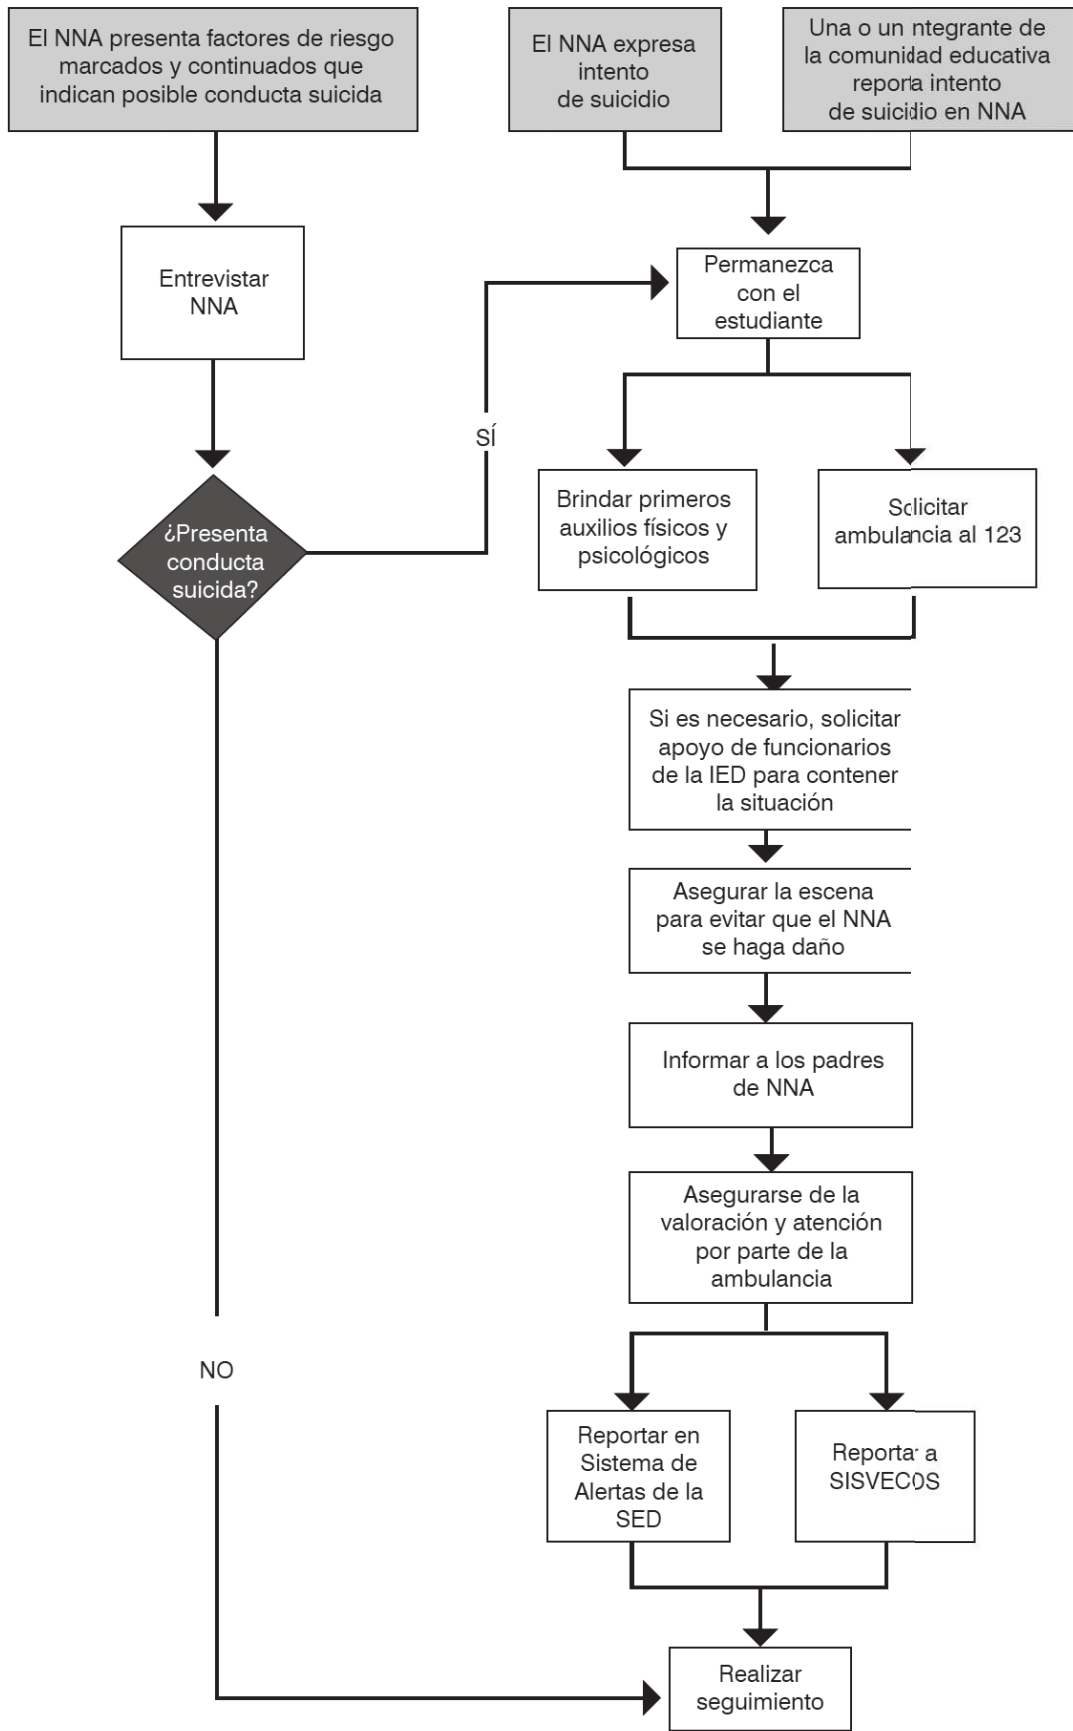 El NNA presenta factores de riesgo
marcados y continuados que
indican posible conducta suicida
El NNA expresa
intento
de suicidio
Una o un ntegrante de
la comunidad educativa
reporta intento
de suicidio en NNA
Entrevistar
NNA
Permanezca
con el
estudiante
SÍ
¿Presenta
conducta
suicida?
Brindar primeros
auxilios físicos y
psicológicos
Solicitar
ambulancia al 123
Si es necesario, solicitar
apoyo de funcionarios
de la IED para contener
la situación
Asegurar la escena
para evitar que el NNA
se haga daño
Informar a los padres
de NNA
Asegurarse de la
valoración y atención
por parte de la
ambulancia
NO
Reportar en
Sistema de
Alertas de la
SED
Reportar a
SISVECOS
Realizar
seguimiento